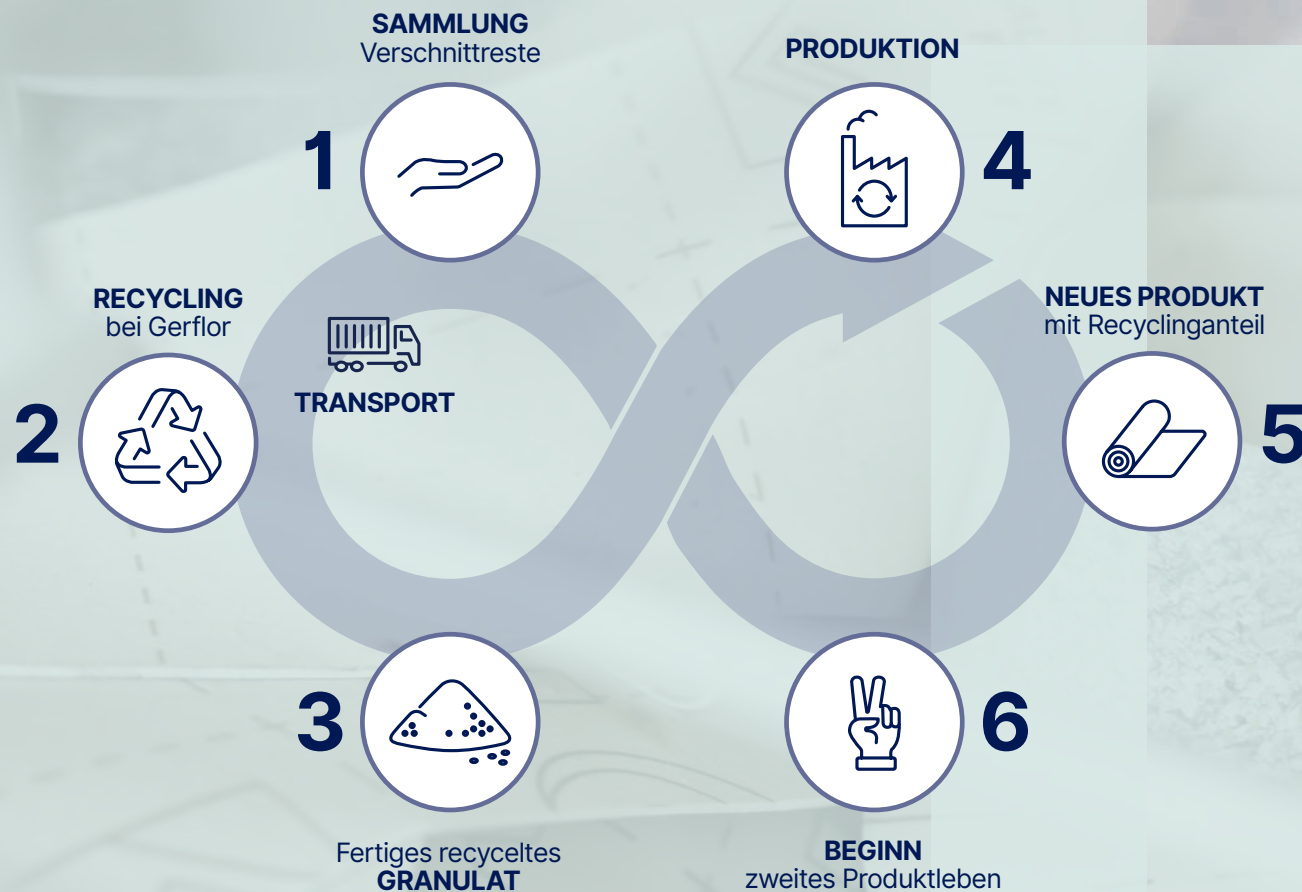 SAMMLUNG
Verschnittreste
1
RECYCLING
bei Gerflor
2
TRANSPORT
3
Fertiges recyceltes
GRANULAT
PRODUKTION
4
NEUES PRODUKT
mit Recyclinganteil
5
6
BEGINN
zweites Produktleben